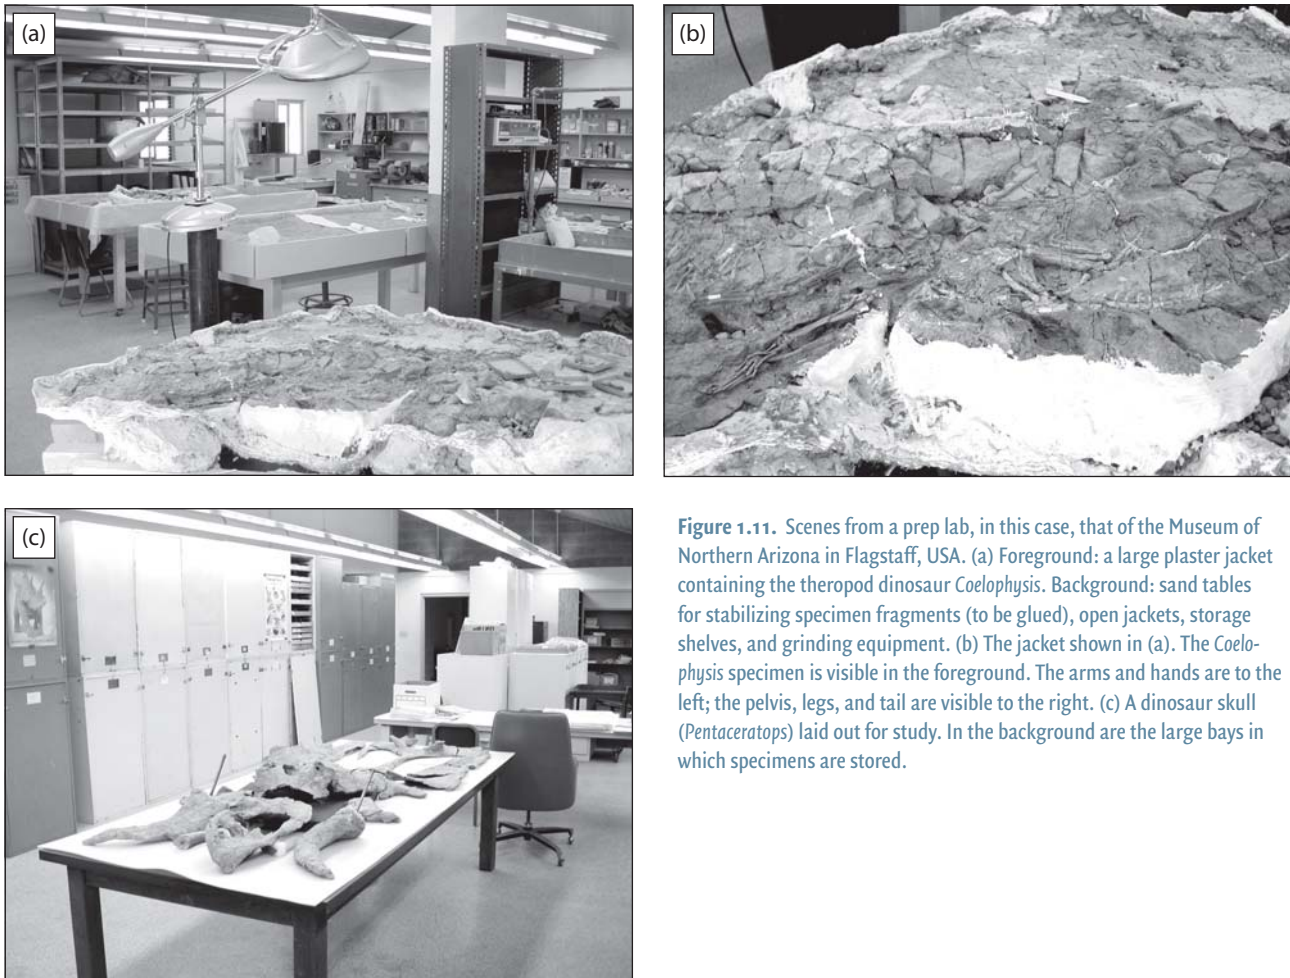 (a)
(b)
(c)
Figure 1.11. Scenes from a prep lab, in this case, that of the Museum of
Northern Arizona in Flagstaff, USA. (a) Foreground: a large plaster jacket
containing the theropod dinosaur Coelophysis. Background: sand tables
for stabilizing specimen fragments (to be glued), open jackets, storage
shelves, and grinding equipment. (b) The jacket shown in (a). The Coelo-
physis specimen is visible in the foreground. The arms and hands are to the
left; the pelvis, legs, and tail are visible to the right. (c) A dinosaur skull
(Pentaceratops) laid out for study. In the background are the large bays in
which specimens are stored.